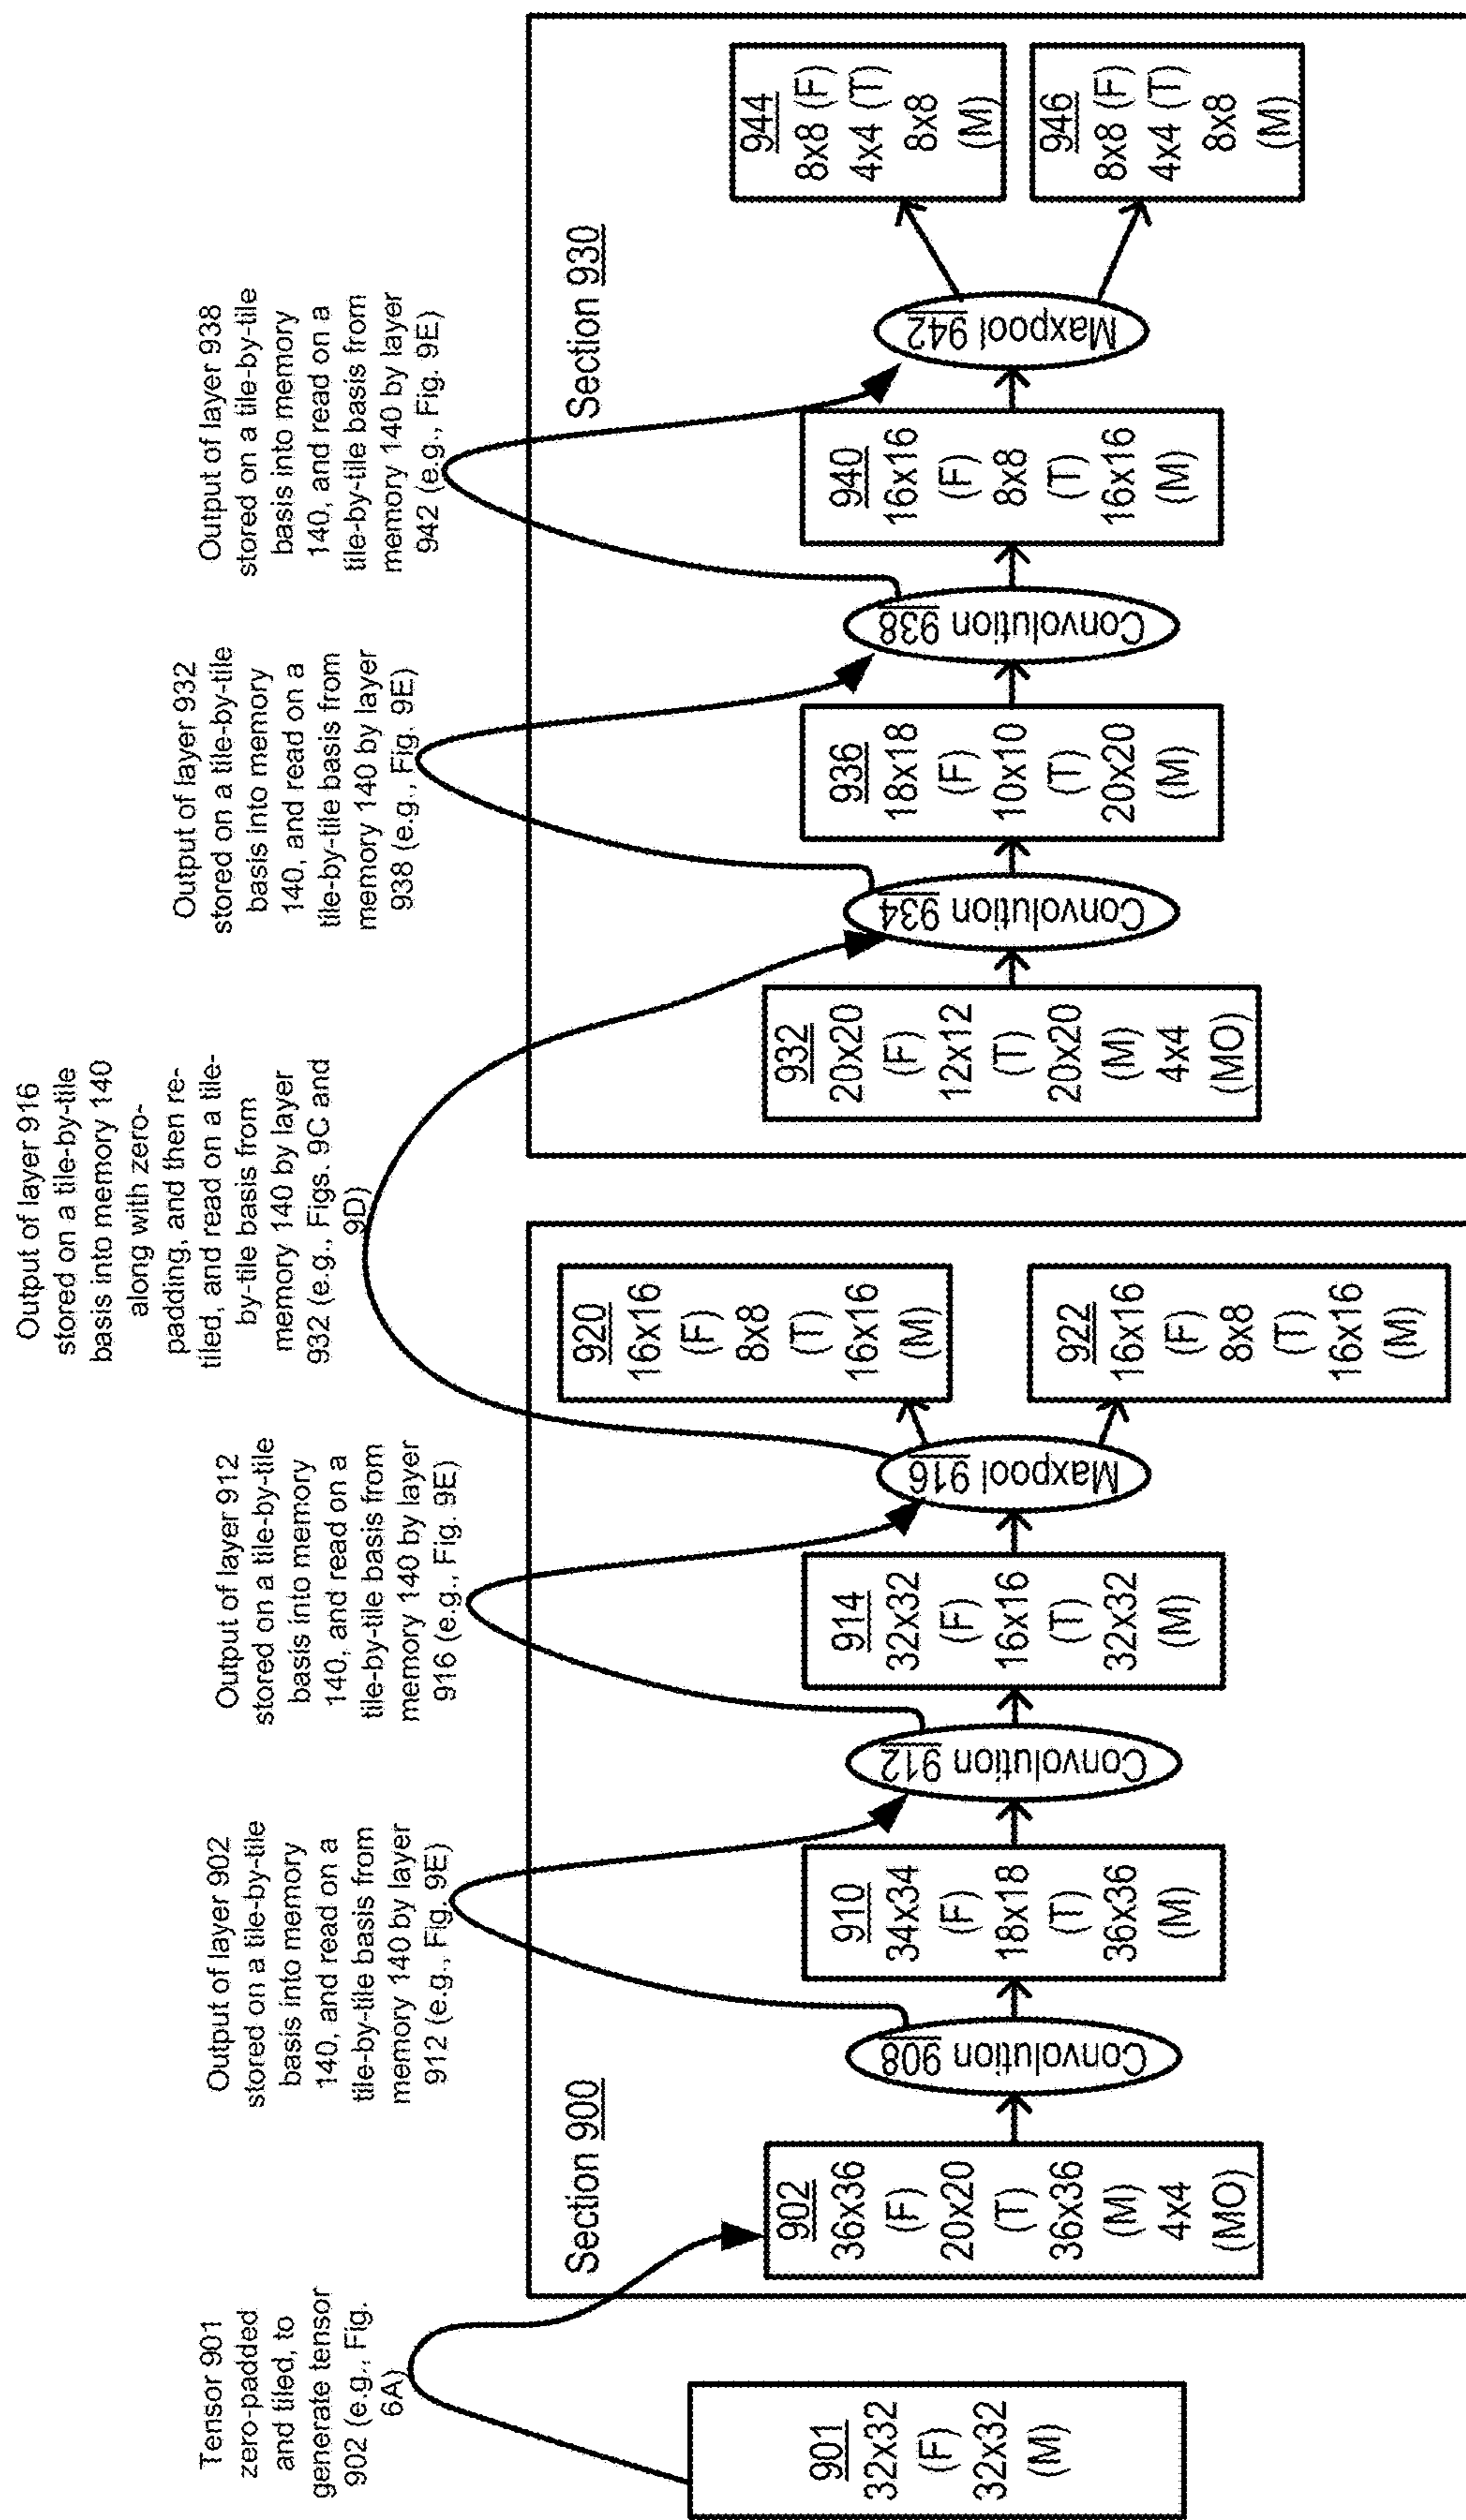 Tensor 901
zero-padded
and tiled, to
generate tensor
902 (e.g., Fig.
6A)
Output of layer 902
stored on a tile-by-tile
basis into memory
140, and read on a
tile-by-tile basis from
memory 140 by layer
912 (e.g., Fig. 9E)
Output of layer 912
stored on a tile-by-tile
basis into memory
140, and read on a
tile-by-tile basis from
memory 140 by layer
916 (e.g., Fig. 9E)
Output of layer 916
stored on a tile-by-tile
basis into memory 140
along with zero-
padding, and then re-
tiled, and read on a tile-
by-tile basis from
memory 140 by layer
932 (e.g., Figs. 9C and
9D)
Output of layer 932
stored on a tile-by-tile
basis into memory
140, and read on a
tile-by-tile basis from
memory 140 by layer
938 (e.g., Fig. 9E)
Output of layer 938
stored on a tile-by-tile
basis into memory
140, and read on a
tile-by-tile basis from
memory 140 by layer
942 (e.g., Fig. 9E)
901
32x32
(F)
32x32
(M)
Section 900
902
36x36
(F)
20x20
(T)
36x36
(M)
4x4
(MO)
Convolution 908
910
34x34
(F)
18x18
(T)
36x36
(M)
Convolution 912
914
32x32
(F)
16x16
(T)
32x32
(M)
Maxpool 916
920
16x16
(F)
8x8
(T)
16x16
(M)
922
16x16
(F)
8x8
(T)
16x16
(M)
Section 930
932
20x20
(F)
12x12
(T)
20x20
(M)
4x4
(MO)
Convolution 934
936
18x18
(F)
10x10
(T)
20x20
(M)
Convolution 938
940
16x16
(F)
8x8
(T)
16x16
(M)
Maxpool 942
944
8x8 (F)
4x4 (T)
8x8
(M)
946
8x8 (F)
4x4 (T)
8x8
(M)